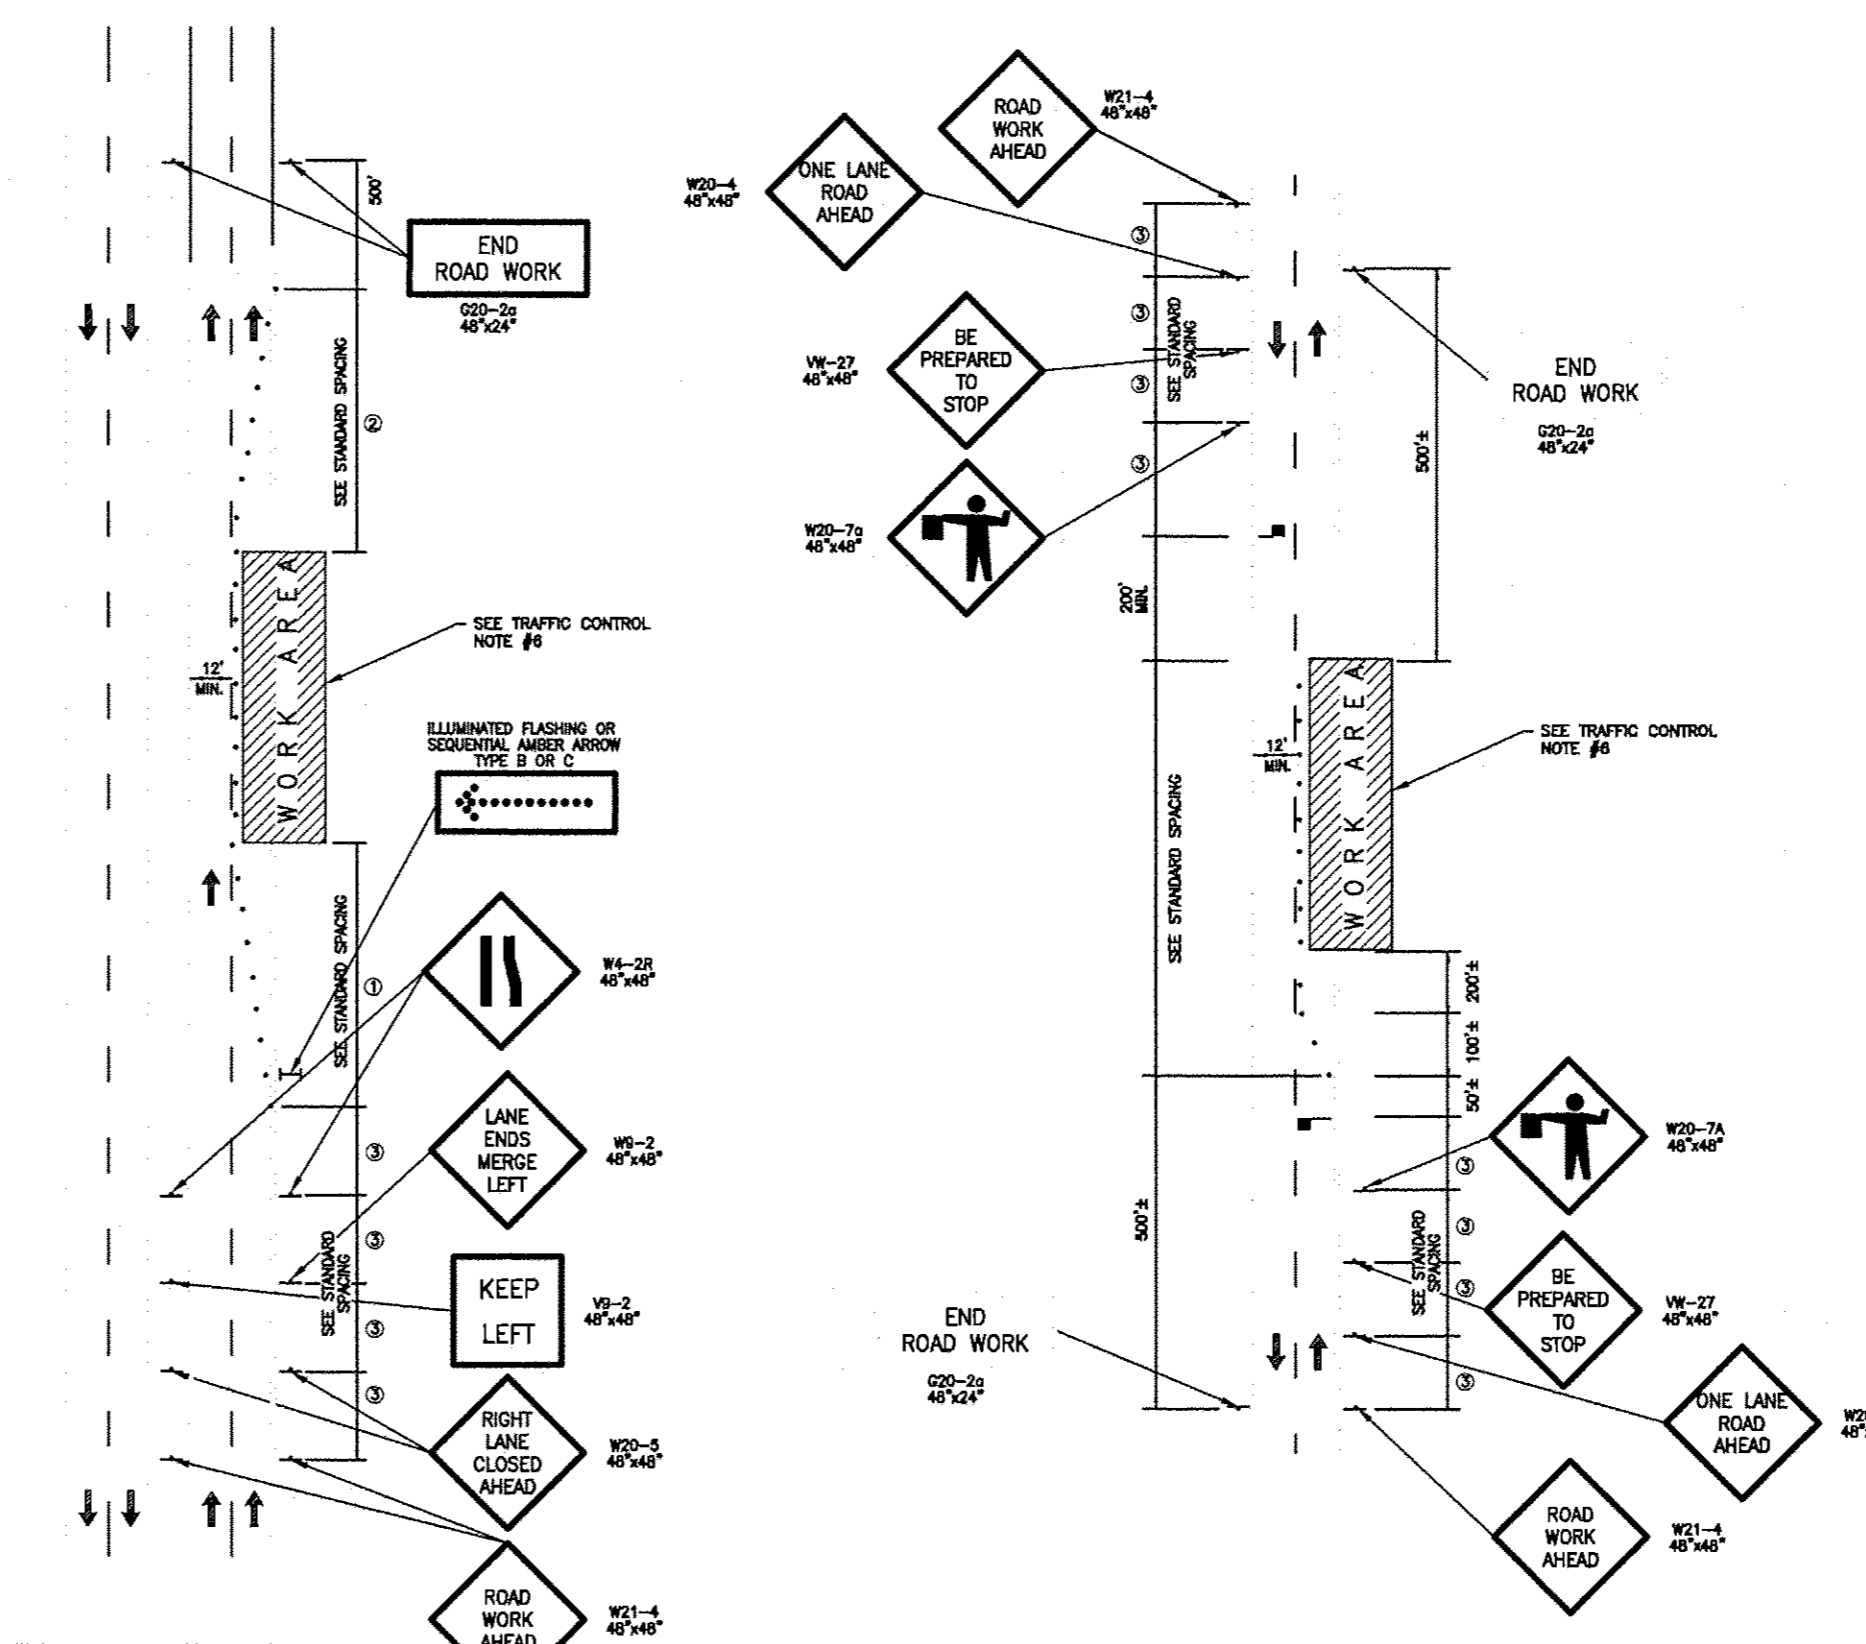 500'
END
ROAD WORK
G20-2a
48"x24"
SEE STANDARD SPACING
②
WORK AREA
12'
MIN.
SEE TRAFFIC CONTROL
NOTE #6
ILLUMINATED FLASHING OR
SEQUENTIAL AMBER ARROW
TYPE B OR C
SEE STANDARD SPACING
①
W4-2R
48"x48"
LANE
ENDS
MERGE
LEFT
W9-2
48"x48"
③
③
SEE STANDARD
SPACING
③
③
KEEP
LEFT
V9-2
48"x48"
RIGHT
LANE
CLOSED
AHEAD
W20-5
48"x48"
ROAD
WORK
AHEAD
W21-4
48"x48"
ROAD
WORK
AHEAD
W21-4
48"x48"
W20-4
48"x48"
ONE LANE
ROAD
AHEAD
③
③
SEE STANDARD
SPACING
③
③
VW-27
48"x48"
BE
PREPARED
TO
STOP
W20-7a
48"x48"
END
ROAD WORK
G20-2a
48"x24"
500'±
200'
MIN.
12'
MIN.
WORK AREA
SEE TRAFFIC CONTROL
NOTE #6
SEE STANDARD SPACING
200'±
100'±
50'±
W20-7A
48"x48"
③
③
SEE STANDARD
SPACING
③
③
500'±
BE
PREPARED
TO
STOP
VW-27
48"x48"
END
ROAD WORK
G20-2a
48"x24"
ONE LANE
ROAD
AHEAD
ROAD
WORK
AHEAD
W21-4
48"x48"